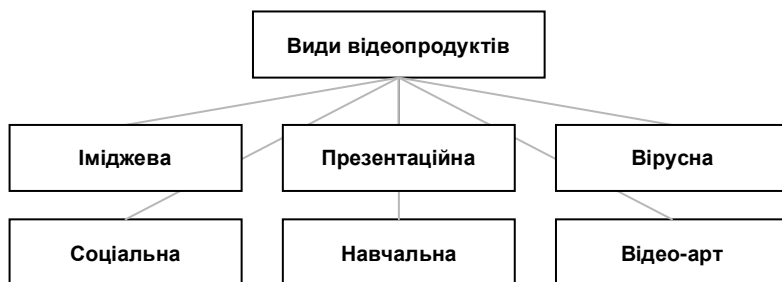 Види відеопродуктів
Іміджева
Презентаційна
Вірусна
Соціальна
Навчальна
Відео-арт